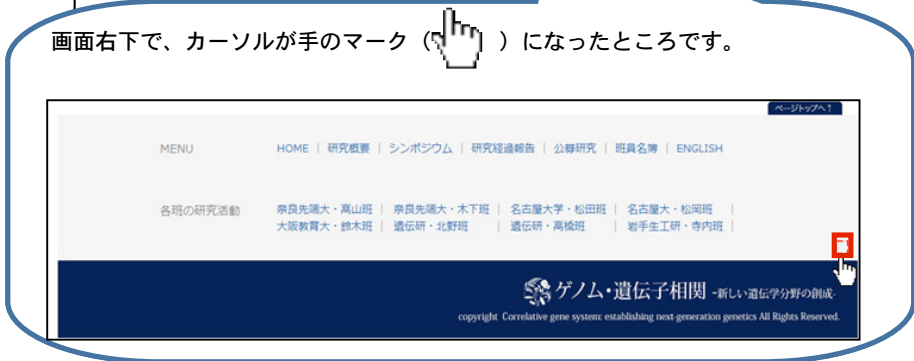 画面右下で、カーソルが手のマーク（ ）になったところです。
ページトップへ↑
MENU HOME | 研究概要 | シンポジウム | 研究経過報告 | 公募研究 | 班員名簿 | ENGLISH
各班の研究活動 奈良先端大・高山班 | 奈良先端大・木下班 | 名古屋大学・松田班 | 名古屋大・松岡班 |
大阪教育大・鈴木班 | 遺伝研・北野班 | 遺伝研・高橋班 | 岩手生工研・寺内班 |
ゲノム・遺伝子相関 -新しい遺伝学分野の創成-
copyright Correlative gene system: establishing next-generation genetics All Rights Reserved.